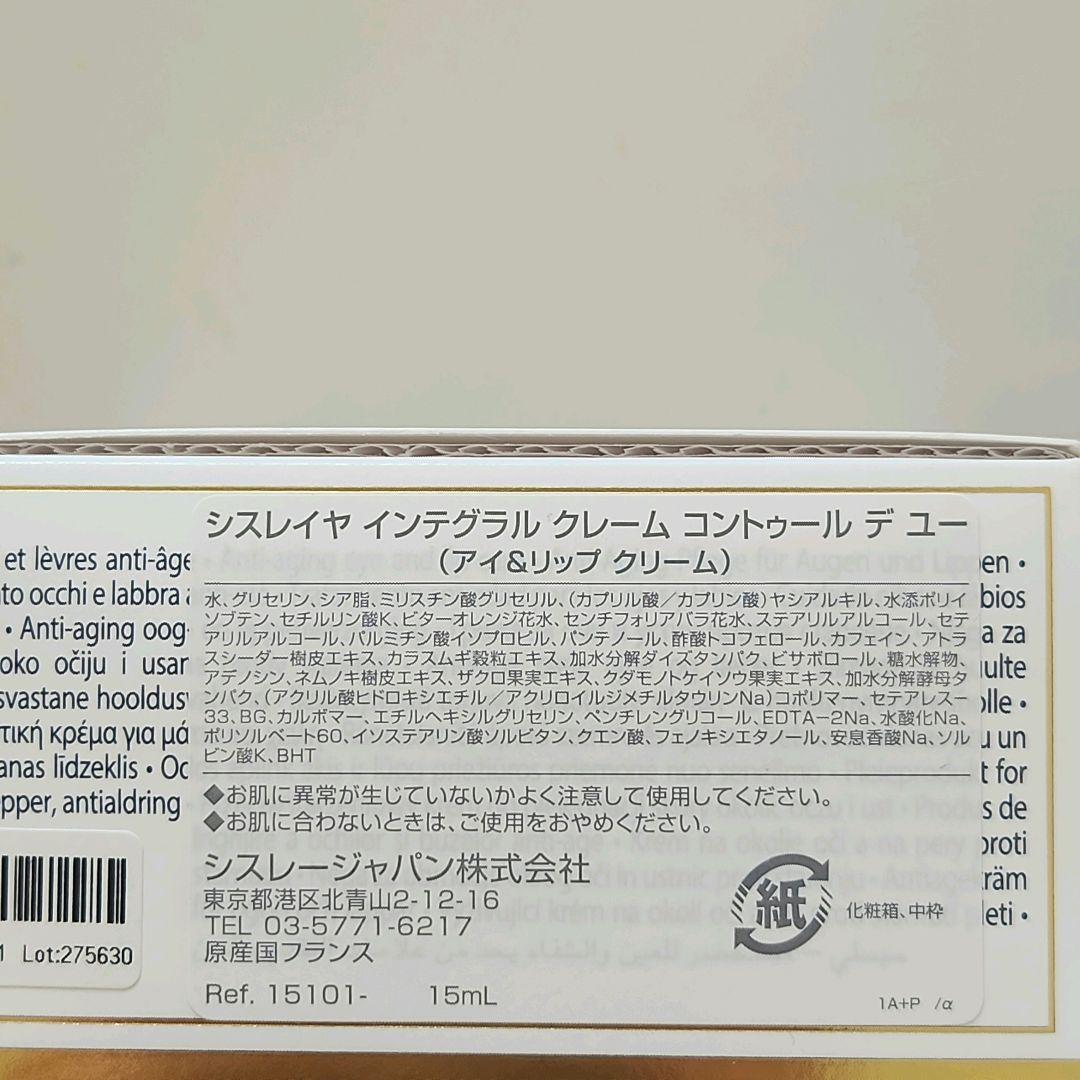 シスレイヤ インテグラル クレーム コントゥール デ ユー
(アイ&リップ クリーム)
水、グリセリン、シア脂、ミリスチン酸グリセリル、(カプリル酸／カプリン酸)ヤシアルキル、水添ポリイ
ソブテン、セチルリン酸K、ビターオレンジ花水、センチフォリアバラ花水、ステアリルアルコール、セテ
アリルアルコール、パルミチン酸イソプロピル、パンテノール、酢酸トコフェロール、カフェイン、アトラ
スシーダー樹皮エキス、カラスムギ穀粒エキス、加水分解ダイズタンパク、ビサボロール、糖水解物、
アデノシン、ネムノキ樹皮エキス、ザクロ果実エキス、クダモノトケイソウ果実エキス、加水分解酵母タ
ンパク、(アクリル酸ヒドロキシエチル／アクリロイルジメチルタウリンNa)コポリマー、セテアレス－
33、BG、カルボマー、エチルヘキシルグリセリン、ペンチレングリコール、EDTA－2Na、水酸化Na、
ポリソルベート60、イソステアリン酸ソルビタン、クエン酸、フェノキシエタノール、安息香酸Na、ソル
ビン酸K、BHT
◆お肌に異常が生じていないかよく注意して使用してください。
◆お肌に合わないときは、ご使用をおやめください。
シスレージャパン株式会社
東京都港区北青山2-12-16
TEL 03-5771-6217
原産国フランス
Ref. 15101- 15mL
紙
化粧箱、中枠
1A+P /α
et lèvres anti-âge
to occhi e labbra
• Anti-aging oog-
oko očiju i usan
svastane hooldus
τική κρέμα για μά
anas līdzeklis • Oc
epper, antialdring
1 Lot:275630
en •
bios
a za
ulte
olle •
u un
t for
s de
proti
räm
leti •